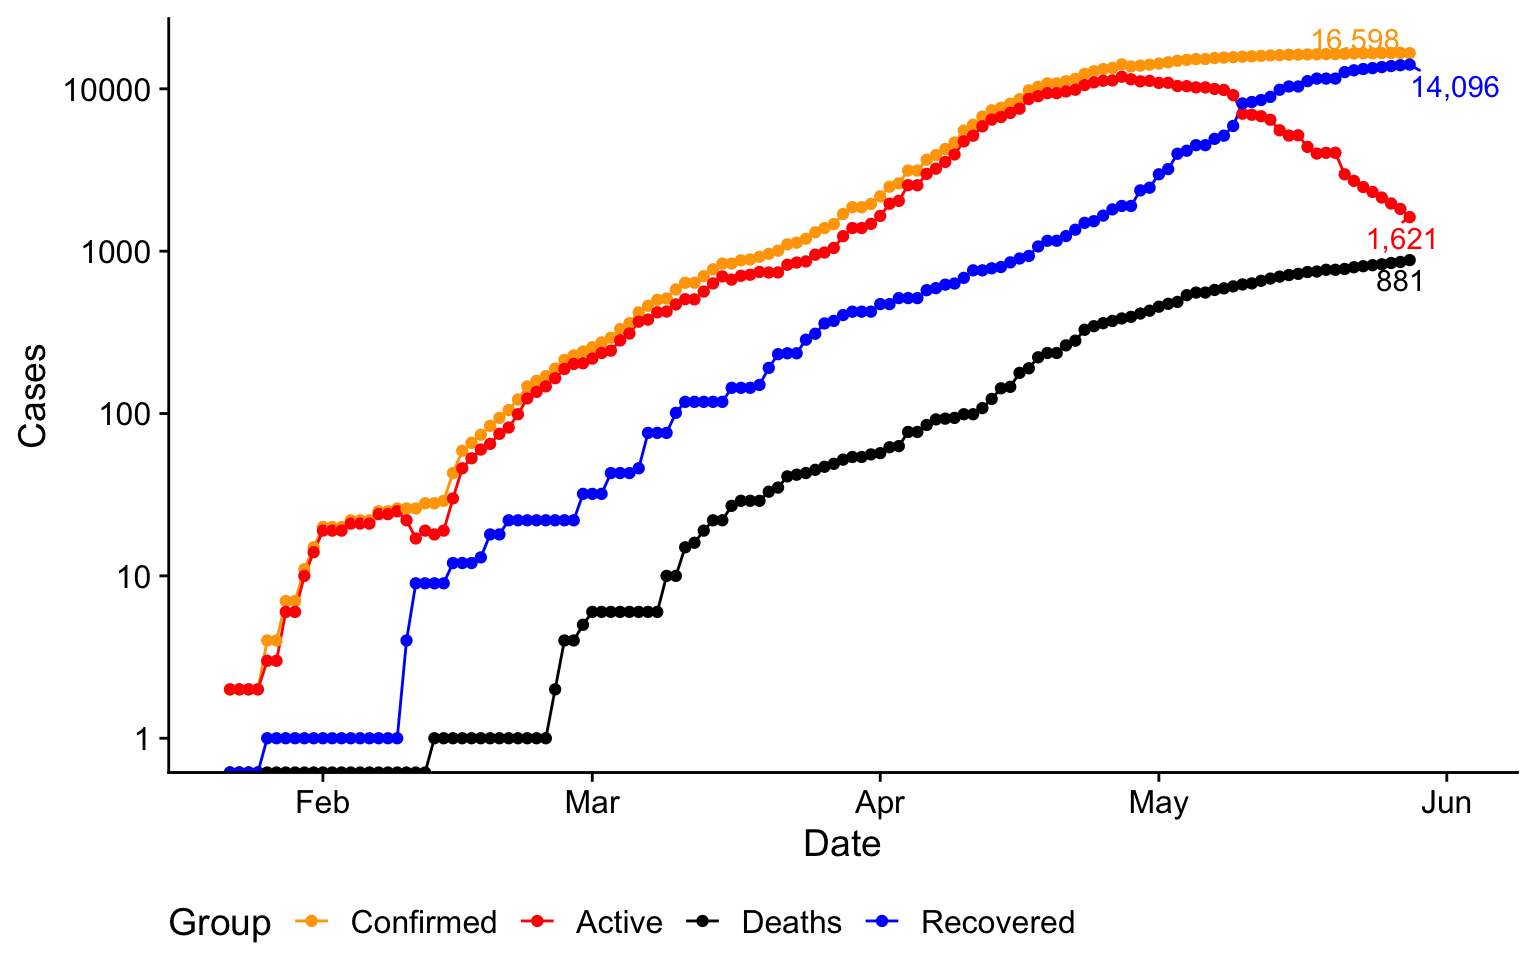 16,598
10000
14,096
1000
1,621
881
Cases
100
10
1
Feb Mar Apr May Jun
Date
Group Confirmed Active Deaths Recovered